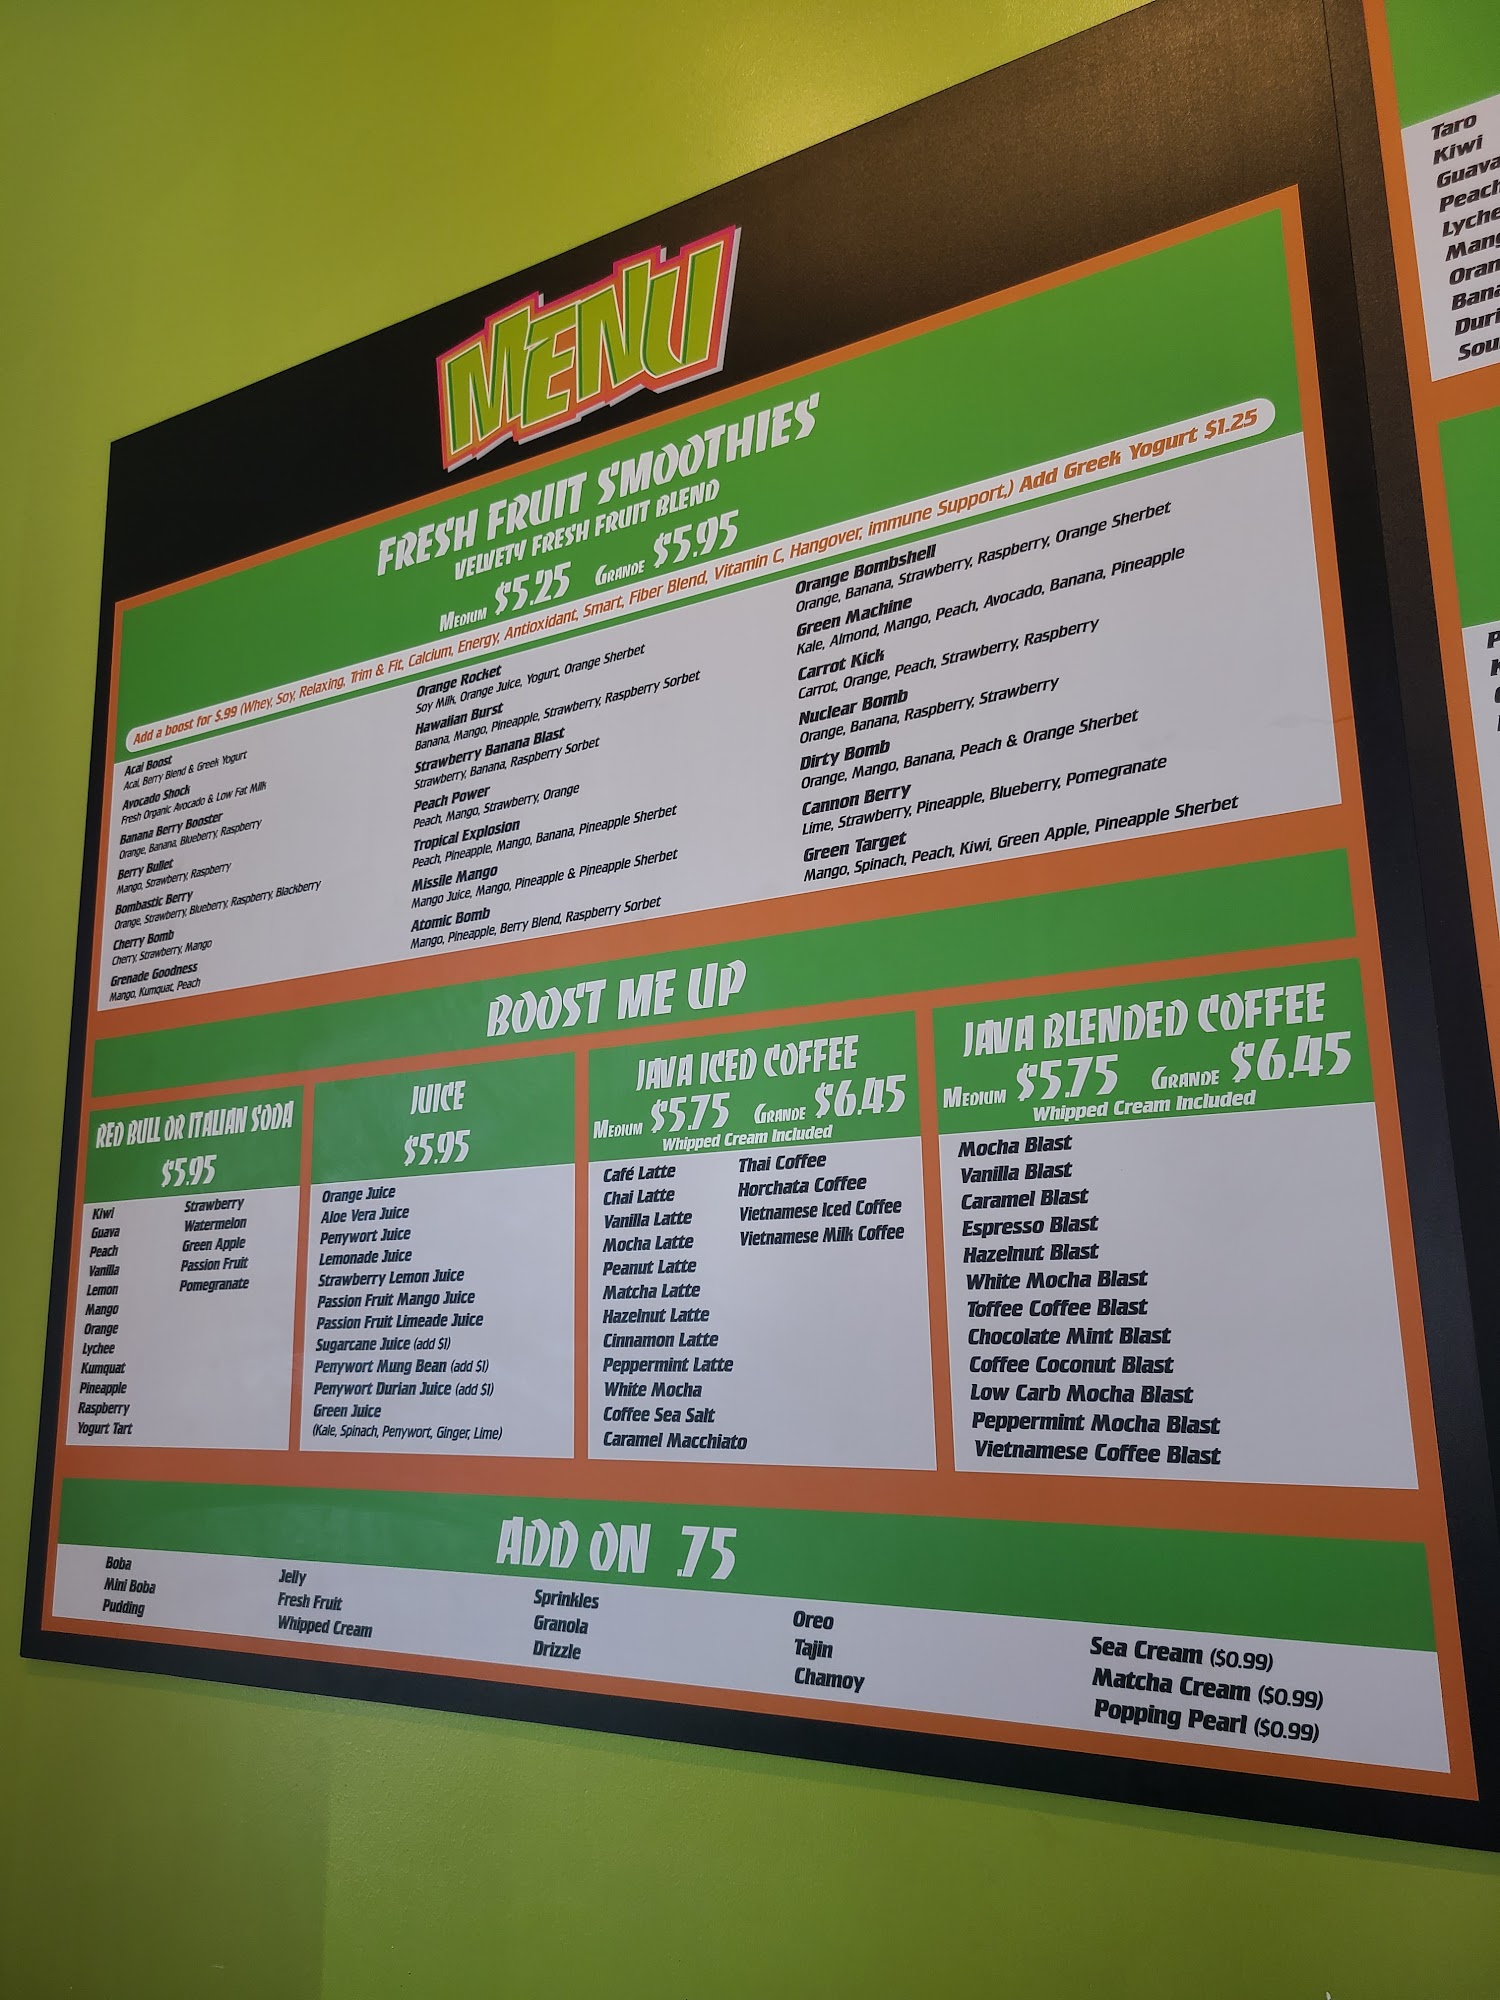 MENU
FRESH FRUIT SMOOTHIES
VELVETY FRESH FRUIT BLEND
MEDIUM $5.25 GRANDE $5.95
Add a boost for $.99 (Whey, Soy, Relaxing, Trim & Fit, Calcium, Energy, Antioxidant, Smart, Fiber Blend, Vitamin C, Hangover, immune Support,) Add Greek Yogurt $1.25
Acai Boost
Acai, Berry Blend & Greek Yogurt
Avocado Shock
Fresh Organic Avocado & Low Fat Milk
Banana Berry Booster
Orange, Banana, Blueberry, Raspberry
Berry Bullet
Mango, Strawberry, Raspberry
Bombastic Berry
Orange, Strawberry, Blueberry, Raspberry, Blackberry
Cherry Bomb
Cherry, Strawberry, Mango
Grenade Goodness
Mango, Kumquat, Peach
Orange Rocket
Soy Milk, Orange Juice, Yogurt, Orange Sherbet
Hawaiian Burst
Banana, Mango, Pineapple, Strawberry, Raspberry Sorbet
Strawberry Banana Blast
Strawberry, Banana, Raspberry Sorbet
Peach Power
Peach, Mango, Strawberry, Orange
Tropical Explosion
Peach, Pineapple, Mango, Banana, Pineapple Sherbet
Missile Mango
Mango Juice, Mango, Pineapple & Pineapple Sherbet
Atomic Bomb
Mango, Pineapple, Berry Blend, Raspberry Sorbet
Orange Bombshell
Orange, Banana, Strawberry, Raspberry, Orange Sherbet
Green Machine
Kale, Almond, Mango, Peach, Avocado, Banana, Pineapple
Carrot Kick
Carrot, Orange, Peach, Strawberry, Raspberry
Nuclear Bomb
Orange, Banana, Raspberry, Strawberry
Dirty Bomb
Orange, Mango, Banana, Peach & Orange Sherbet
Cannon Berry
Lime, Strawberry, Pineapple, Blueberry, Pomegranate
Green Target
Mango, Spinach, Peach, Kiwi, Green Apple, Pineapple Sherbet
BOOST ME UP
RED BULL OR ITALIAN SODA
$5.95
Kiwi
Guava
Peach
Vanilla
Lemon
Mango
Orange
Lychee
Kumquat
Pineapple
Raspberry
Yogurt Tart
Strawberry
Watermelon
Green Apple
Passion Fruit
Pomegranate
JUICE
$5.95
Orange Juice
Aloe Vera Juice
Penywort Juice
Lemonade Juice
Strawberry Lemon Juice
Passion Fruit Mango Juice
Passion Fruit Limeade Juice
Sugarcane Juice (add $1)
Penywort Mung Bean (add $1)
Penywort Durian Juice (add $1)
Green Juice
(Kale, Spinach, Penywort, Ginger, Lime)
JAVA ICED COFFEE
MEDIUM $5.75 GRANDE $6.45
Whipped Cream Included
Café Latte
Chai Latte
Vanilla Latte
Mocha Latte
Peanut Latte
Matcha Latte
Hazelnut Latte
Cinnamon Latte
Peppermint Latte
White Mocha
Coffee Sea Salt
Caramel Macchiato
Thai Coffee
Horchata Coffee
Vietnamese Iced Coffee
Vietnamese Milk Coffee
JAVA BLENDED COFFEE
MEDIUM $5.75 GRANDE $6.45
Whipped Cream Included
Mocha Blast
Vanilla Blast
Caramel Blast
Espresso Blast
Hazelnut Blast
White Mocha Blast
Toffee Coffee Blast
Chocolate Mint Blast
Coffee Coconut Blast
Low Carb Mocha Blast
Peppermint Mocha Blast
Vietnamese Coffee Blast
ADD ON .75
Boba
Mini Boba
Pudding
Jelly
Fresh Fruit
Whipped Cream
Sprinkles
Granola
Drizzle
Oreo
Tajin
Chamoy
Sea Cream ($0.99)
Matcha Cream ($0.99)
Popping Pearl ($0.99)
Taro
Kiwi
Guava
Peach